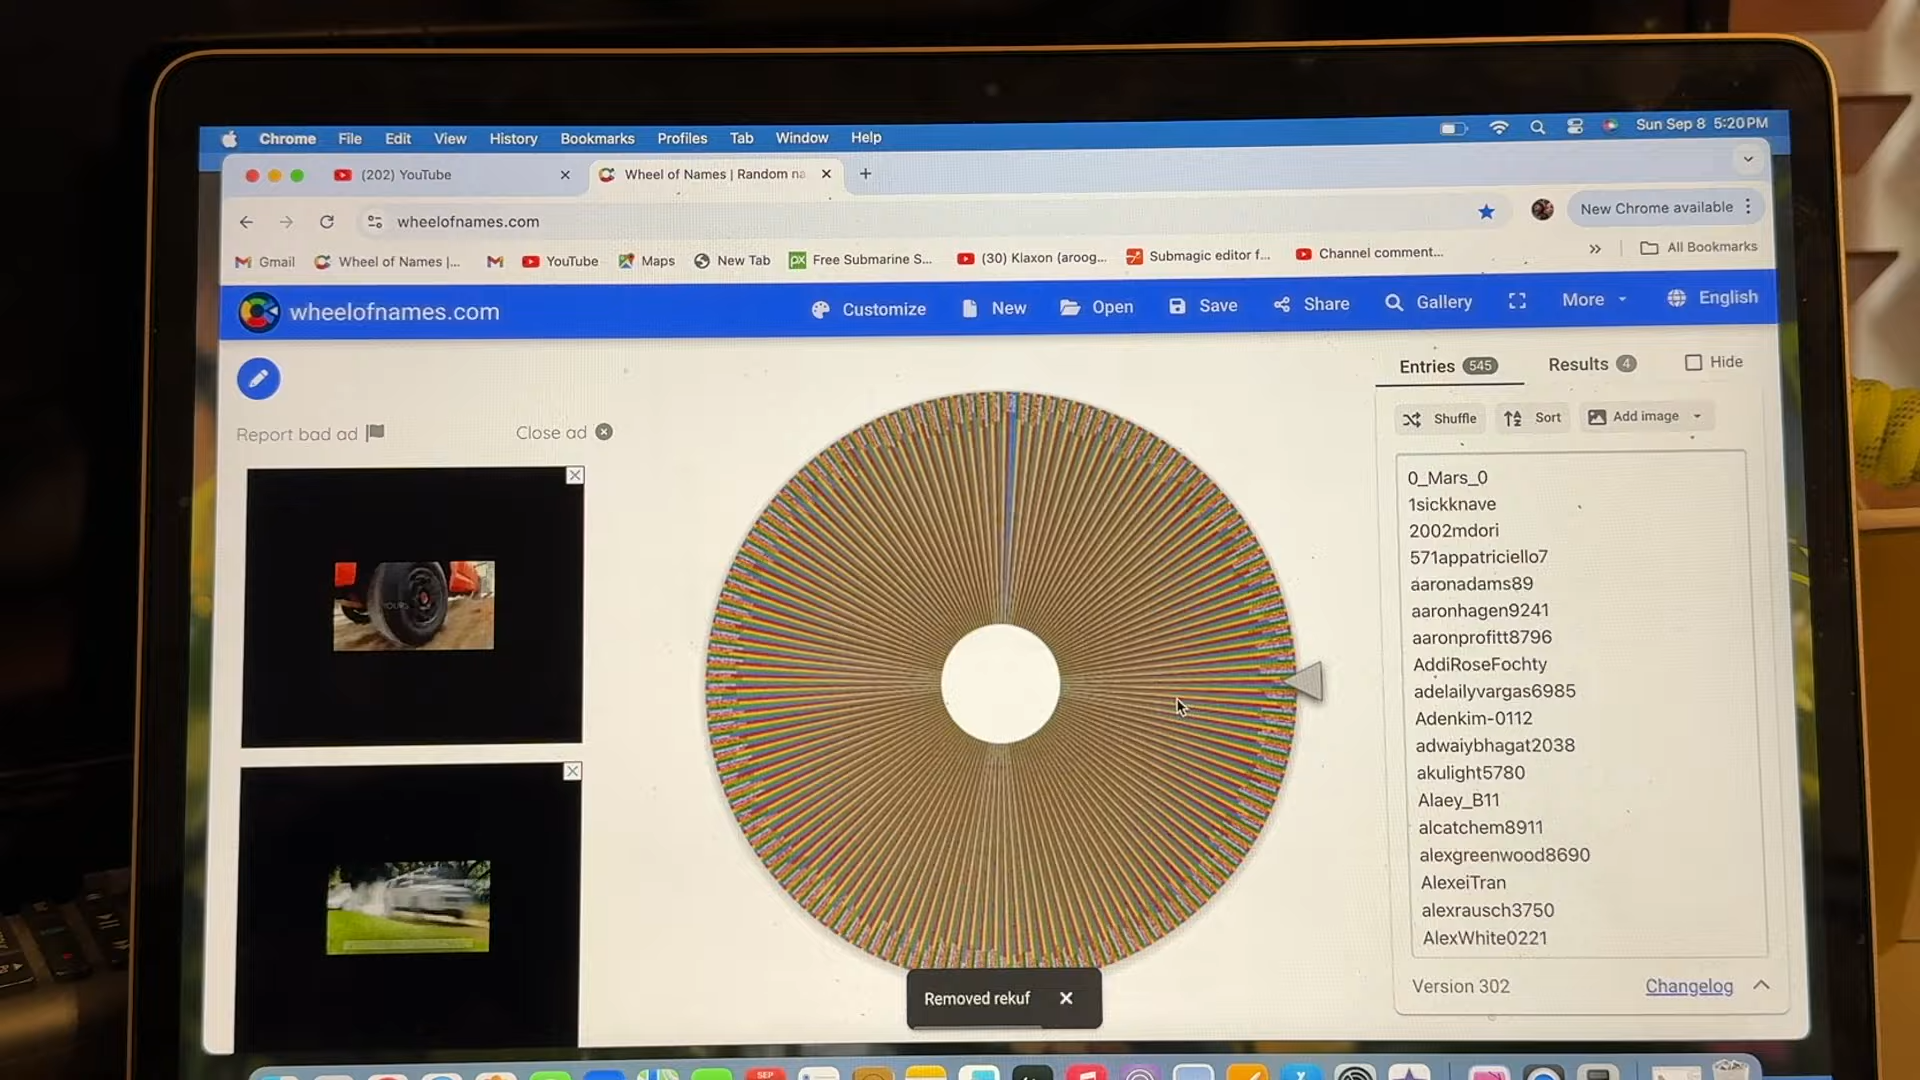 Chrome File Edit View History Bookmarks Profiles Tab Window Help Sun Sep 8 5:20 PM
(202) YouTube Wheel of Names | Random na
wheelofnames.com New Chrome available
Gmail Wheel of Names |... YouTube Maps New Tab Free Submarine S... (30) Klaxon (aroog... Submagic editor f... Channel comment... All Bookmarks
wheelofnames.com Customize New Open Save Share Gallery More English
Entries 545 Results 4 Hide
Shuffle Sort Add image
Report bad ad Close ad
0_Mars_0
1sickknave
2002mdori
571appatriciello7
aaronadams89
aaronhagen9241
aaronprofitt8796
AddiRoseFochty
adelailyvargas6985
Adenkim-0112
adwaiybhagat2038
akulight5780
Alaey_B11
alcatchem8911
alexgreenwood8690
AlexeiTran
alexrausch3750
AlexWhite0221
Removed rekuf
Version 302 Changelog
SEP